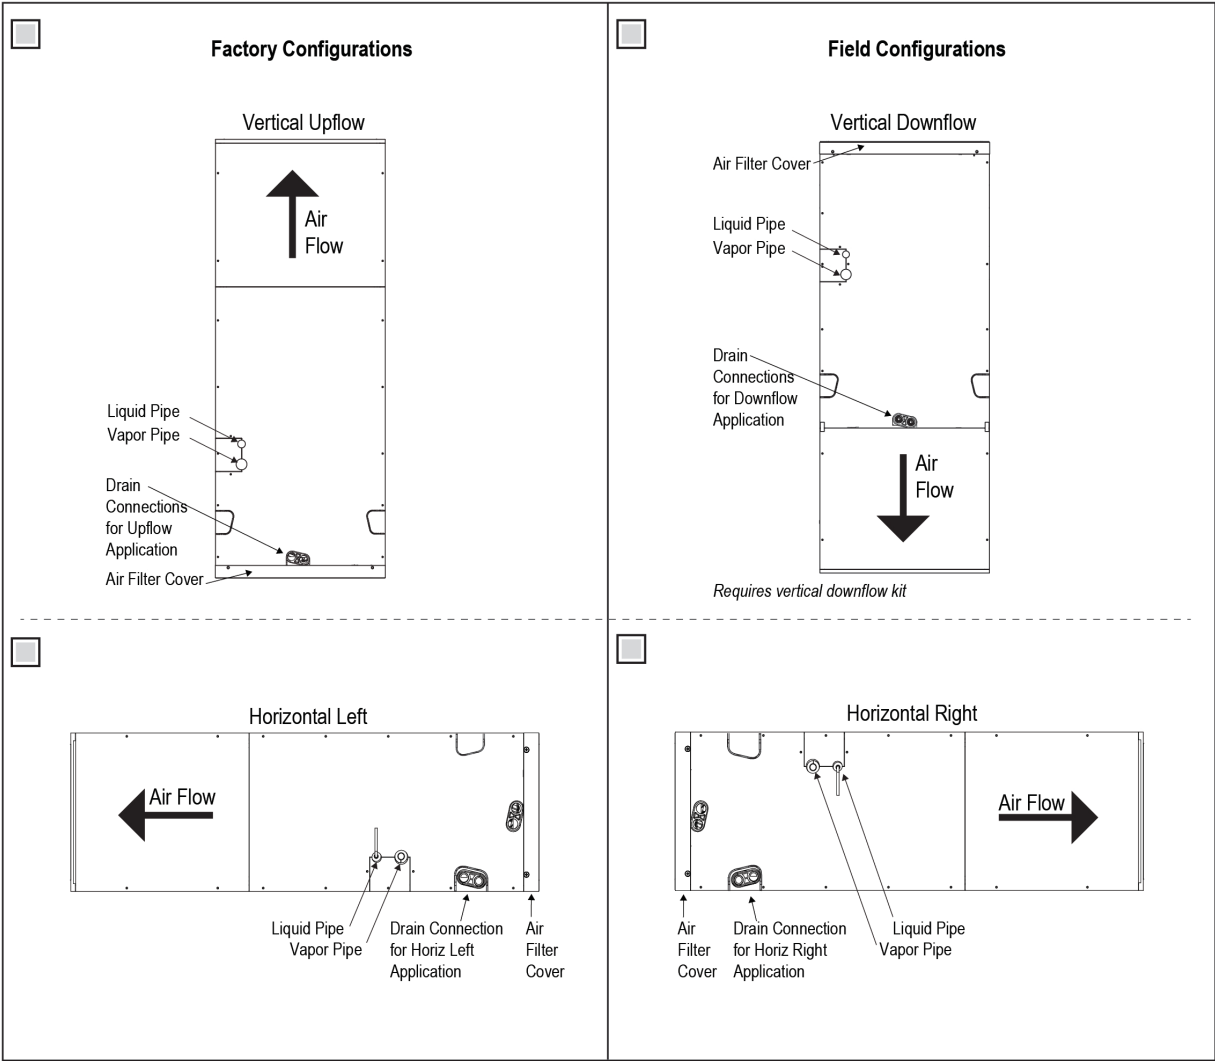 Factory Configurations
Vertical Upflow
Air
Flow
Liquid Pipe
Vapor Pipe
Drain
Connections
for Upflow
Application
Air Filter Cover
Field Configurations
Vertical Downflow
Air Filter Cover
Liquid Pipe
Vapor Pipe
Drain
Connections
for Downflow
Application
Air
Flow
Requires vertical downflow kit
Horizontal Left
Air Flow
Liquid Pipe
Vapor Pipe
Drain Connection
for Horiz Left
Application
Air
Filter
Cover
Horizontal Right
Air Flow
Air
Filter
Cover
Drain Connection
for Horiz Right
Application
Liquid Pipe
Vapor Pipe